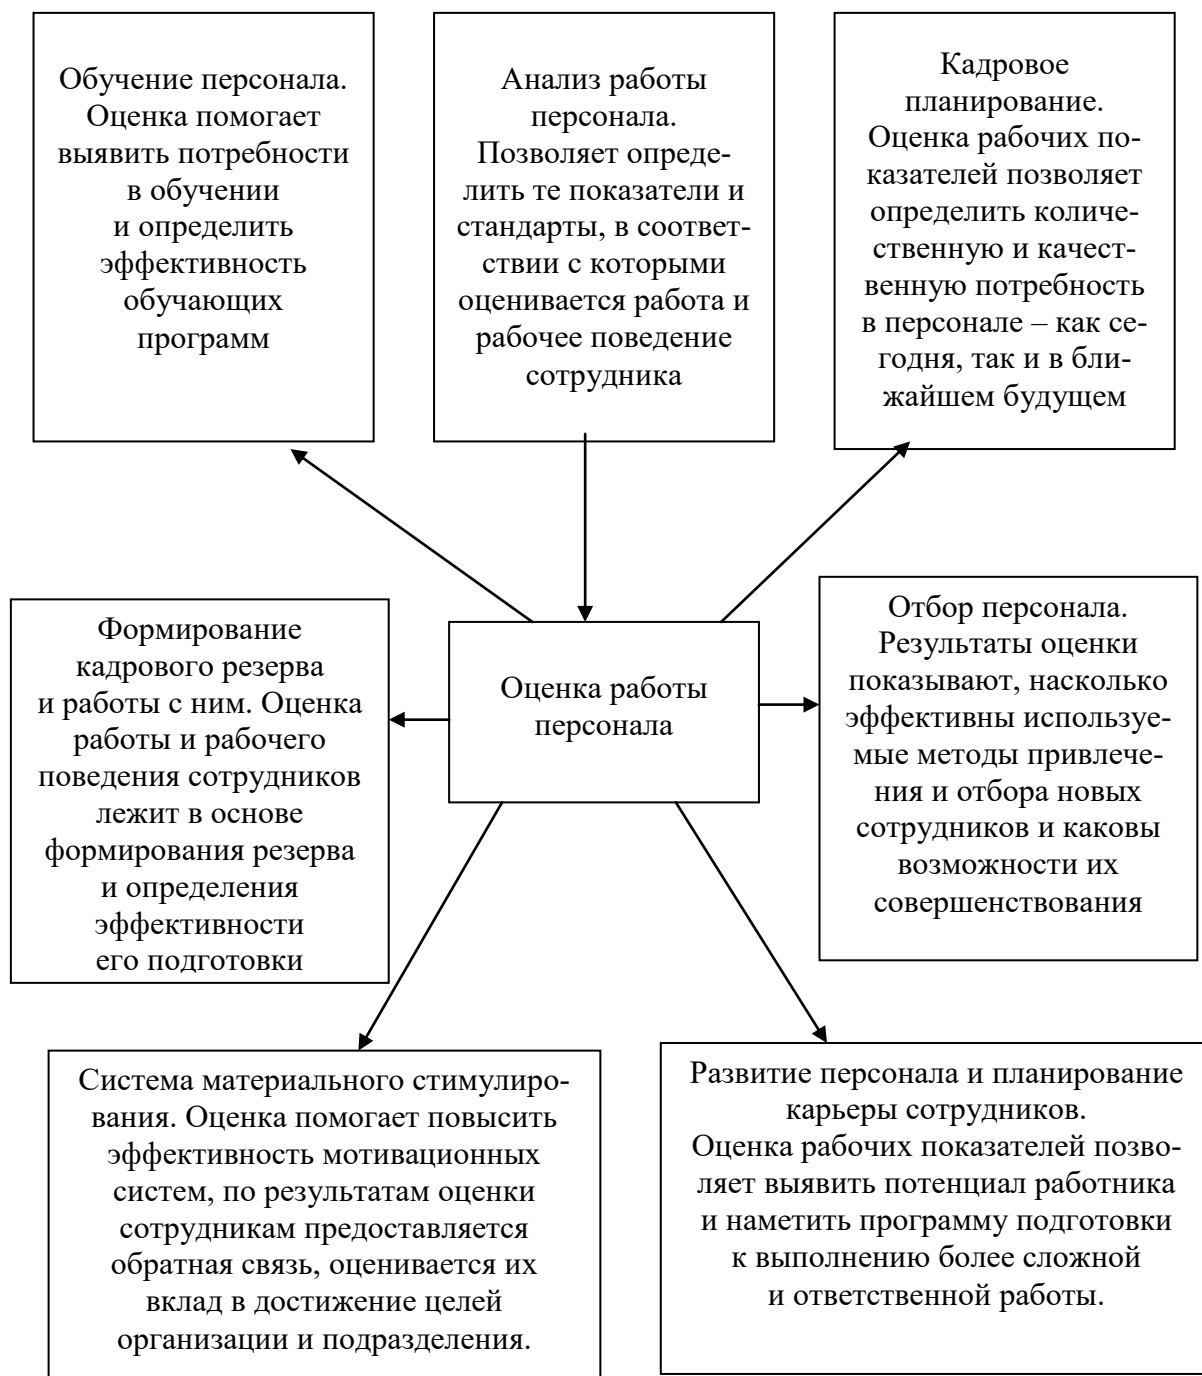 Обучение персонала.
Оценка помогает
выявить потребности
в обучении
и определить
эффективность
обучающих
программ
Анализ работы
персонала.
Позволяет опреде-
лить те показатели и
стандарты, в соответ-
ствии с которыми
оценивается работа и
рабочее поведение
сотрудника
Кадровое
планирование.
Оценка рабочих по-
казателей позволяет
определить количе-
ственную и качест-
венную потребность
в персонале – как се-
годня, так и в бли-
жайшем будущем
Формирование
кадрового резерва
и работы с ним. Оценка
работы и рабочего
поведения сотрудников
лежит в основе
формирования резерва
и определения
эффективности
его подготовки
Оценка работы
персонала
Отбор персонала.
Результаты оценки
показывают, насколько
эффективны используе-
мые методы привлече-
ния и отбора новых
сотрудников и каковы
возможности их
совершенствования
Система материального стимулиро-
вания. Оценка помогает повысить
эффективность мотивационных
систем, по результатам оценки
сотрудникам предоставляется
обратная связь, оценивается их
вклад в достижение целей
организации и подразделения.
Развитие персонала и планирование
карьеры сотрудников.
Оценка рабочих показателей позво-
ляет выявить потенциал работника
и наметить программу подготовки
к выполнению более сложной
и ответственной работы.